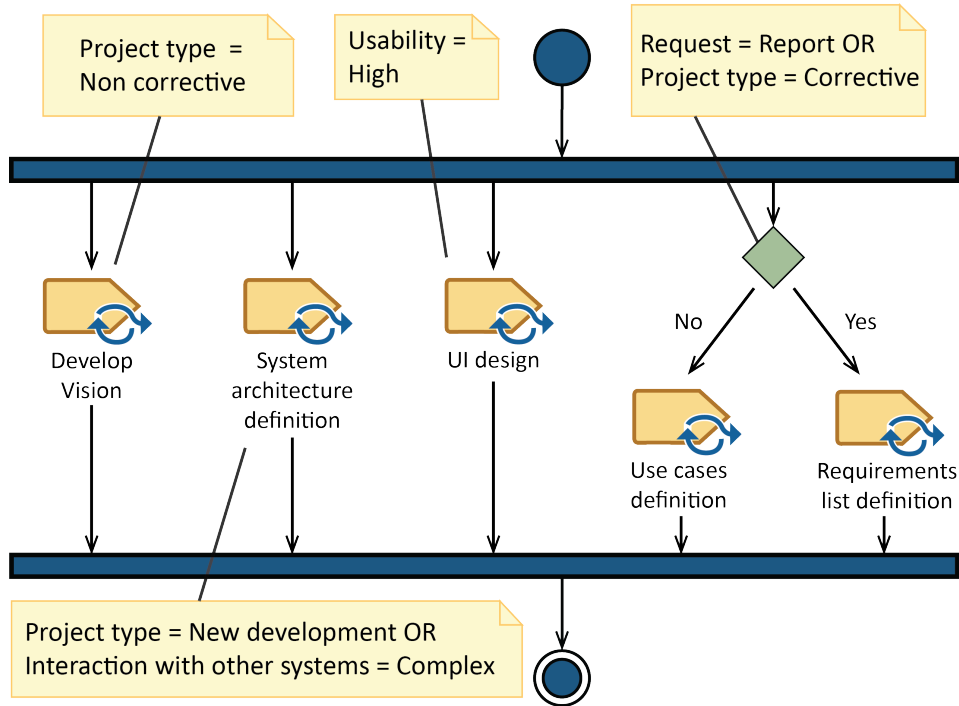 Project type =
Non corrective
Usability =
High
Request = Report OR
Project type = Corrective
No
Yes
Develop
Vision
System
architecture
definition
UI design
Use cases
definition
Requirements
list definition
Project type = New development OR
Interaction with other systems = Complex